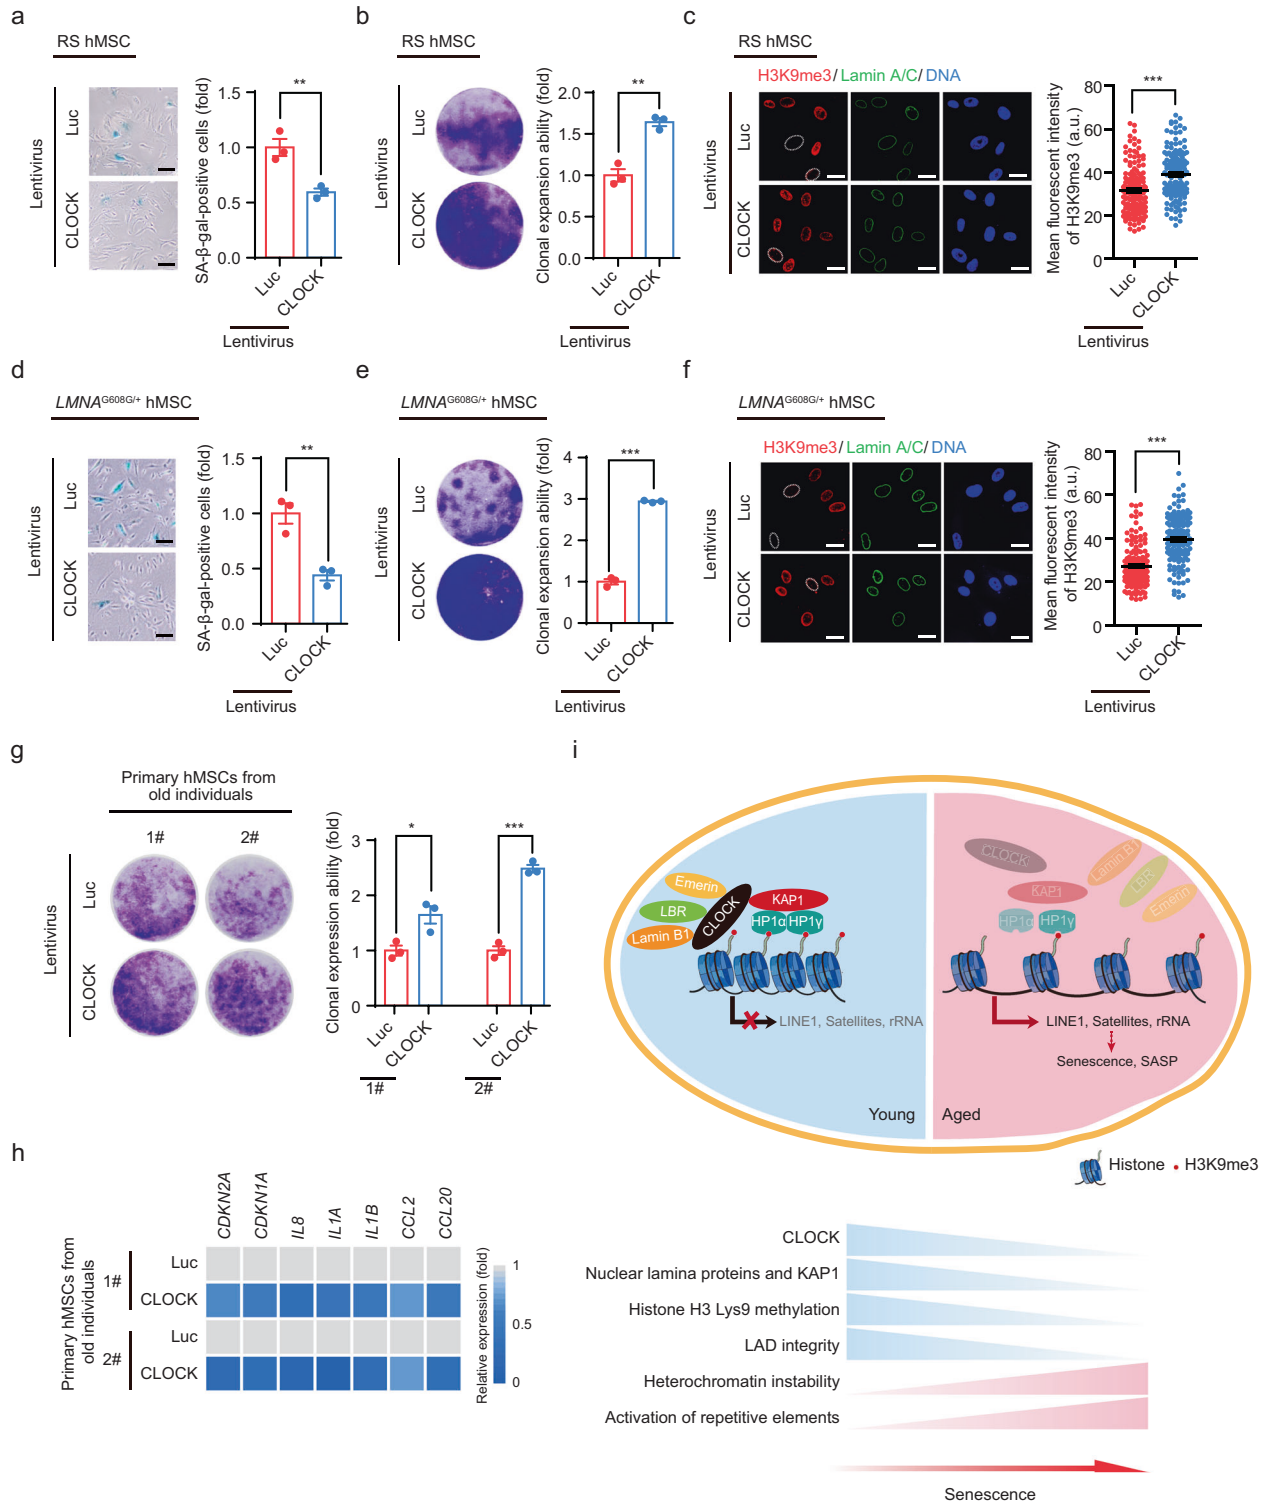 a
RS hMSC
Lentivirus
Luc
CLOCK
SA-β-gal-positive cells (fold)
1.5
1.0
0.5
0.0
**
Luc
CLOCK
Lentivirus
b
RS hMSC
Lentivirus
Luc
CLOCK
Clonal expansion ability (fold)
2.0
1.5
1.0
0.5
0.0
**
Luc
CLOCK
Lentivirus
c
RS hMSC
H3K9me3/Lamin A/C/DNA
Lentivirus
Luc
CLOCK
Mean fluorescent intensity
of H3K9me3 (a.u.)
80
60
40
20
0
***
Luc
CLOCK
Lentivirus
d
LMNA^G608G/+ hMSC
Lentivirus
Luc
CLOCK
SA-β-gal-positive cells (fold)
1.5
1.0
0.5
0.0
**
Luc
CLOCK
Lentivirus
e
LMNA^G608G/+ hMSC
Lentivirus
Luc
CLOCK
Clonal expansion ability (fold)
4
3
2
1
0
***
Luc
CLOCK
Lentivirus
f
LMNA^G608G/+ hMSC
H3K9me3/Lamin A/C/DNA
Lentivirus
Luc
CLOCK
Mean fluorescent intensity
of H3K9me3 (a.u.)
80
60
40
20
0
***
Luc
CLOCK
Lentivirus
g
Primary hMSCs from
old individuals
1# 2#
Lentivirus
Luc
CLOCK
Clonal expression ability (fold)
3
2
1
0
*
***
Luc
CLOCK
Luc
CLOCK
1# 2#
h
CDKN2A
CDKN1A
IL8
IL1A
IL1B
CCL2
CCL20
Primary hMSCs from
old individuals
1#
Luc
CLOCK
2#
Luc
CLOCK
Relative expression (fold)
1
0.5
0
i
Emerin
LBR
Lamin B1
CLOCK
KAP1
HP1α
HP1γ
LINE1, Satellites, rRNA
Young
CLOCK
KAP1
HP1α
HP1γ
Lamin B1
LBR
Emerin
LINE1, Satellites, rRNA
Senescence, SASP
Aged
Histone
H3K9me3
CLOCK
Nuclear lamina proteins and KAP1
Histone H3 Lys9 methylation
LAD integrity
Heterochromatin instability
Activation of repetitive elements
Senescence